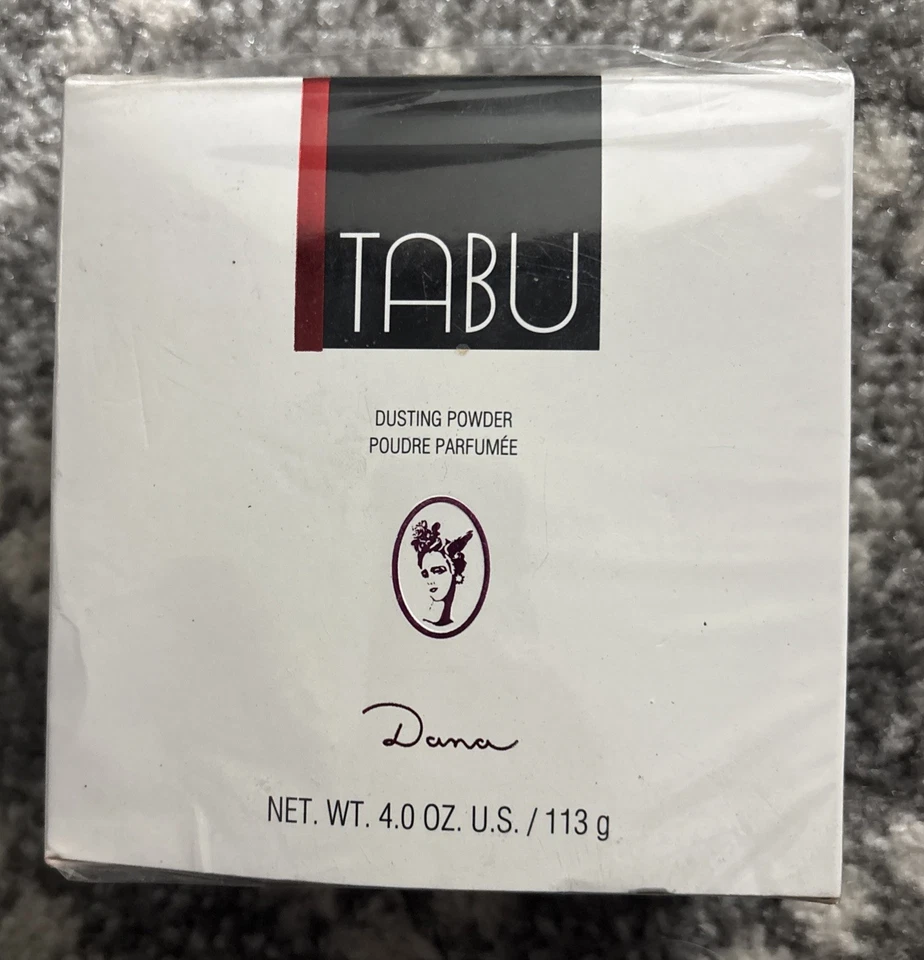 TABU
DUSTING POWDER
POUDRE PARFUMÉE
Dana
NET. WT. 4.0 OZ. U.S. / 113 g